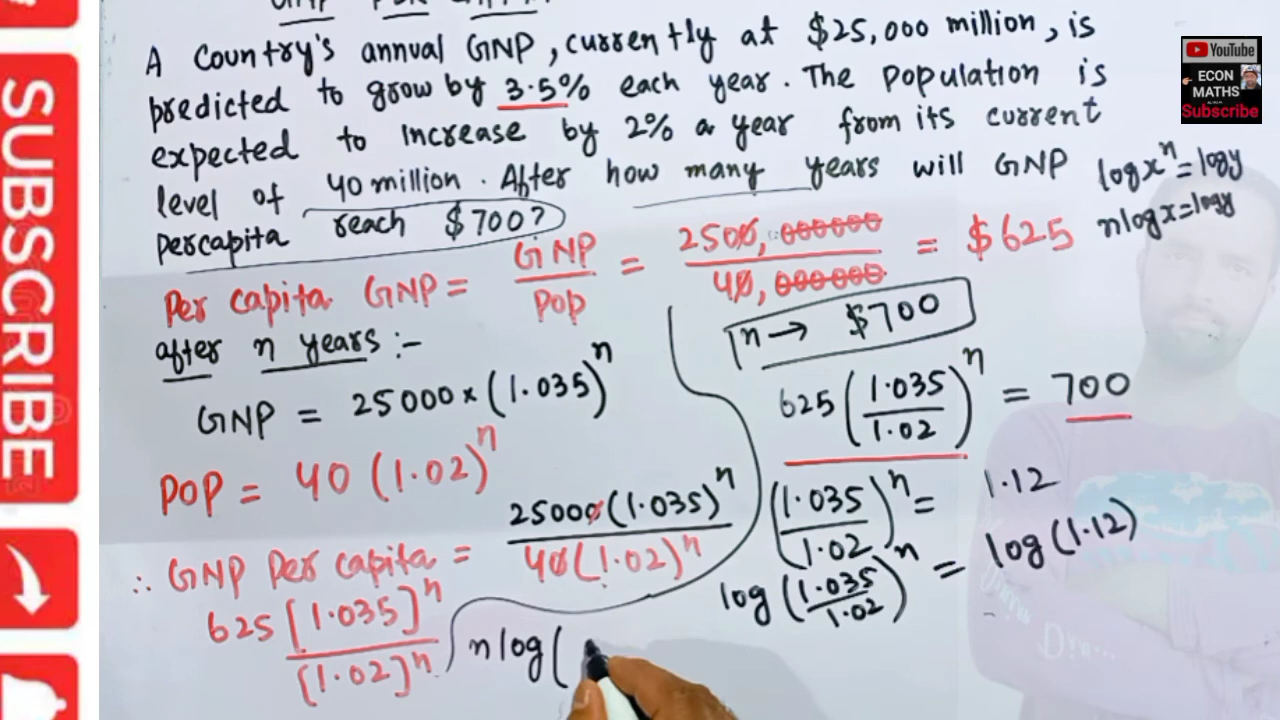 A Country's annual GNP, currently at $25,000 million, is
predicted to grow by 3.5% each year. The Population is
expected to Increase by 2% a year from its current
level of 40 million. After how many years will GNP
percapita reach $700?
Per capita GNP = GNP / Pop = 2500, 000000 / 40, 000000 = $625
after n years :-
GNP = 25000 × (1.035)^n
POP = 40 (1.02)^n
∴ GNP Per capita = 25000 (1.035)^n / 40 (1.02)^n
625 [1.035]^n / [1.02]^n
n → $700
625 (1.035 / 1.02)^n = 700
(1.035 / 1.02)^n = 1.12
log (1.035 / 1.02)^n = log (1.12)
n log (
log x^n = log y
n log x = log y
SUBSCRIBE
YouTube
ECON
MATHS
Subscribe